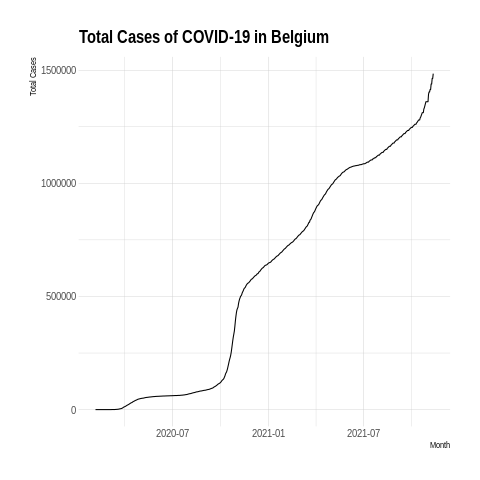 Total Cases of COVID-19 in Belgium
Total Cases
1500000
1000000
500000
0
2020-07
2021-01
2021-07
Month